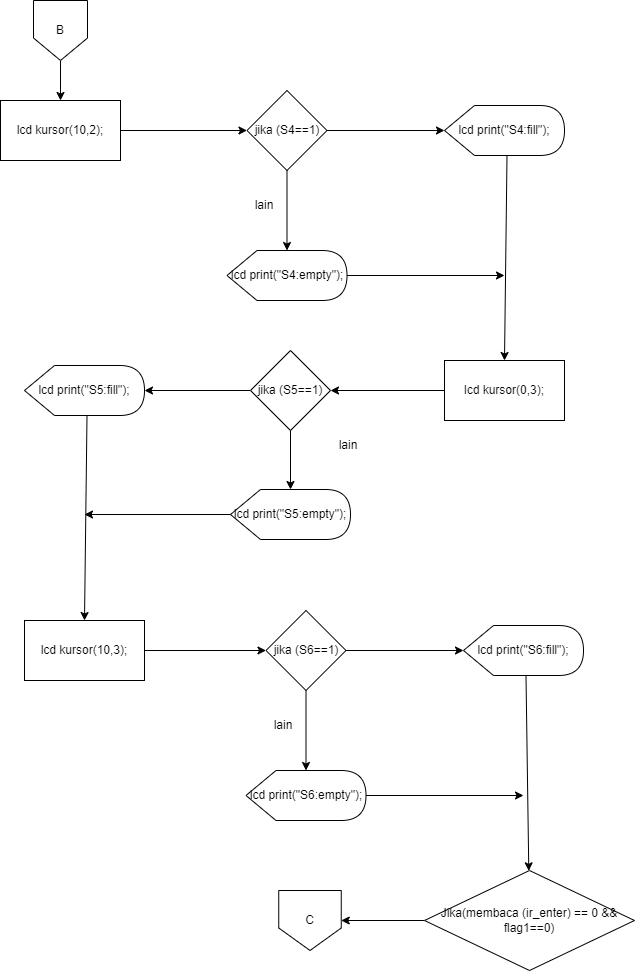 B
lcd kursor(10,2);
jika (S4==1)
lcd print("S4:fill");
lain
lcd print("S4:empty");
lcd print("S5:fill");
jika (S5==1)
lcd kursor(0,3);
lain
lcd print("S5:empty");
lcd kursor(10,3);
jika (S6==1)
lcd print("S6:fill");
lain
lcd print("S6:empty");
C
Jika(membaca (ir_enter) == 0 &&
flag1==0)